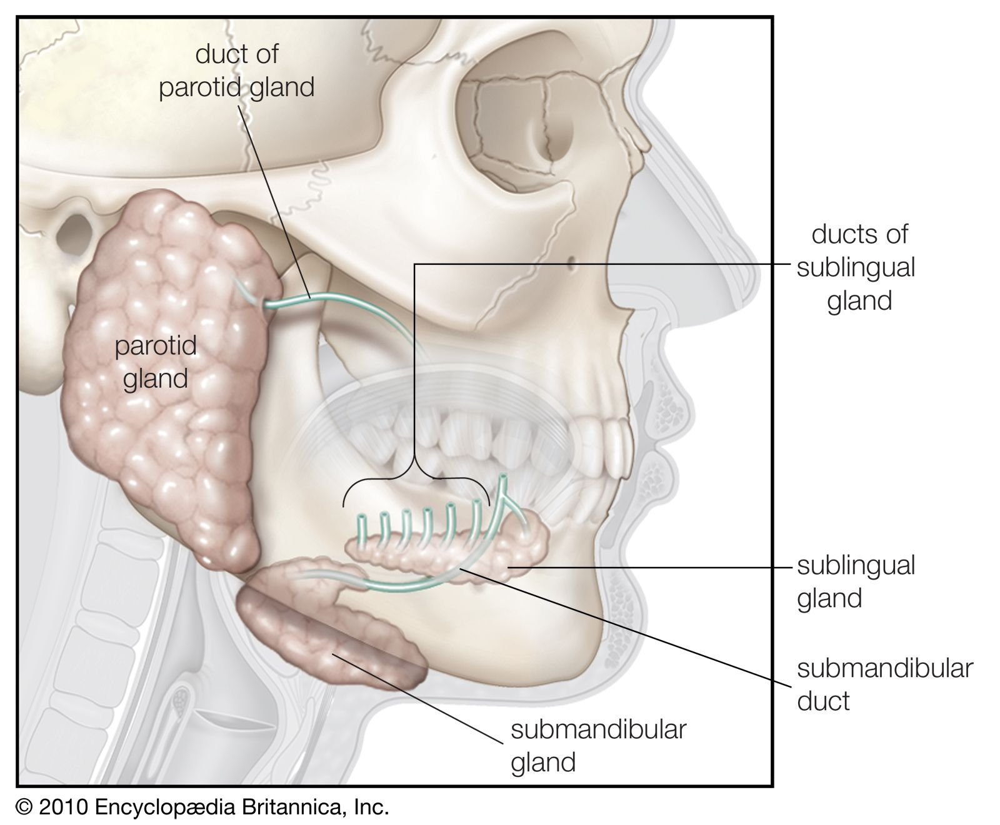 duct of
parotid gland
ducts of
sublingual
gland
parotid
gland
sublingual
gland
submandibular
duct
submandibular
gland
© 2010 Encyclopædia Britannica, Inc.